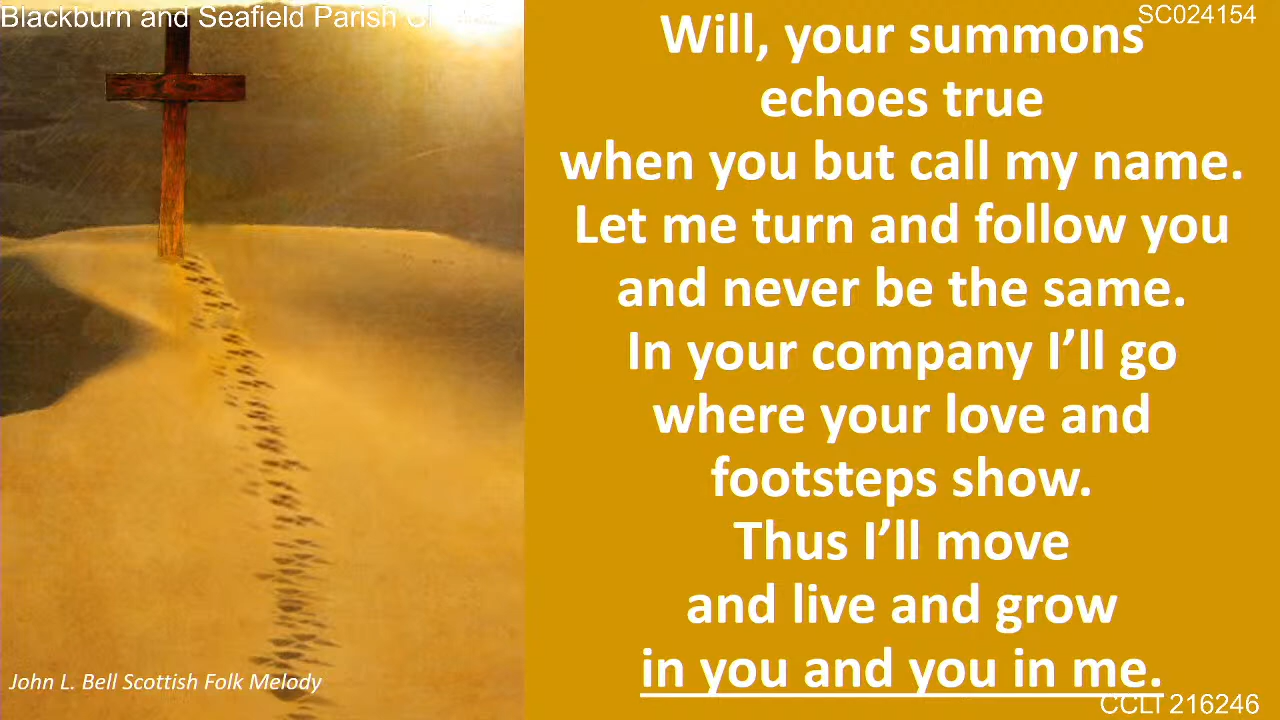 Blackburn and Seafield Parish
SC024154
Will, your summons
echoes true
when you but call my name.
Let me turn and follow you
and never be the same.
In your company I’ll go
where your love and
footsteps show.
Thus I’ll move
and live and grow
in you and you in me.
John L. Bell Scottish Folk Melody
CCLI 216246